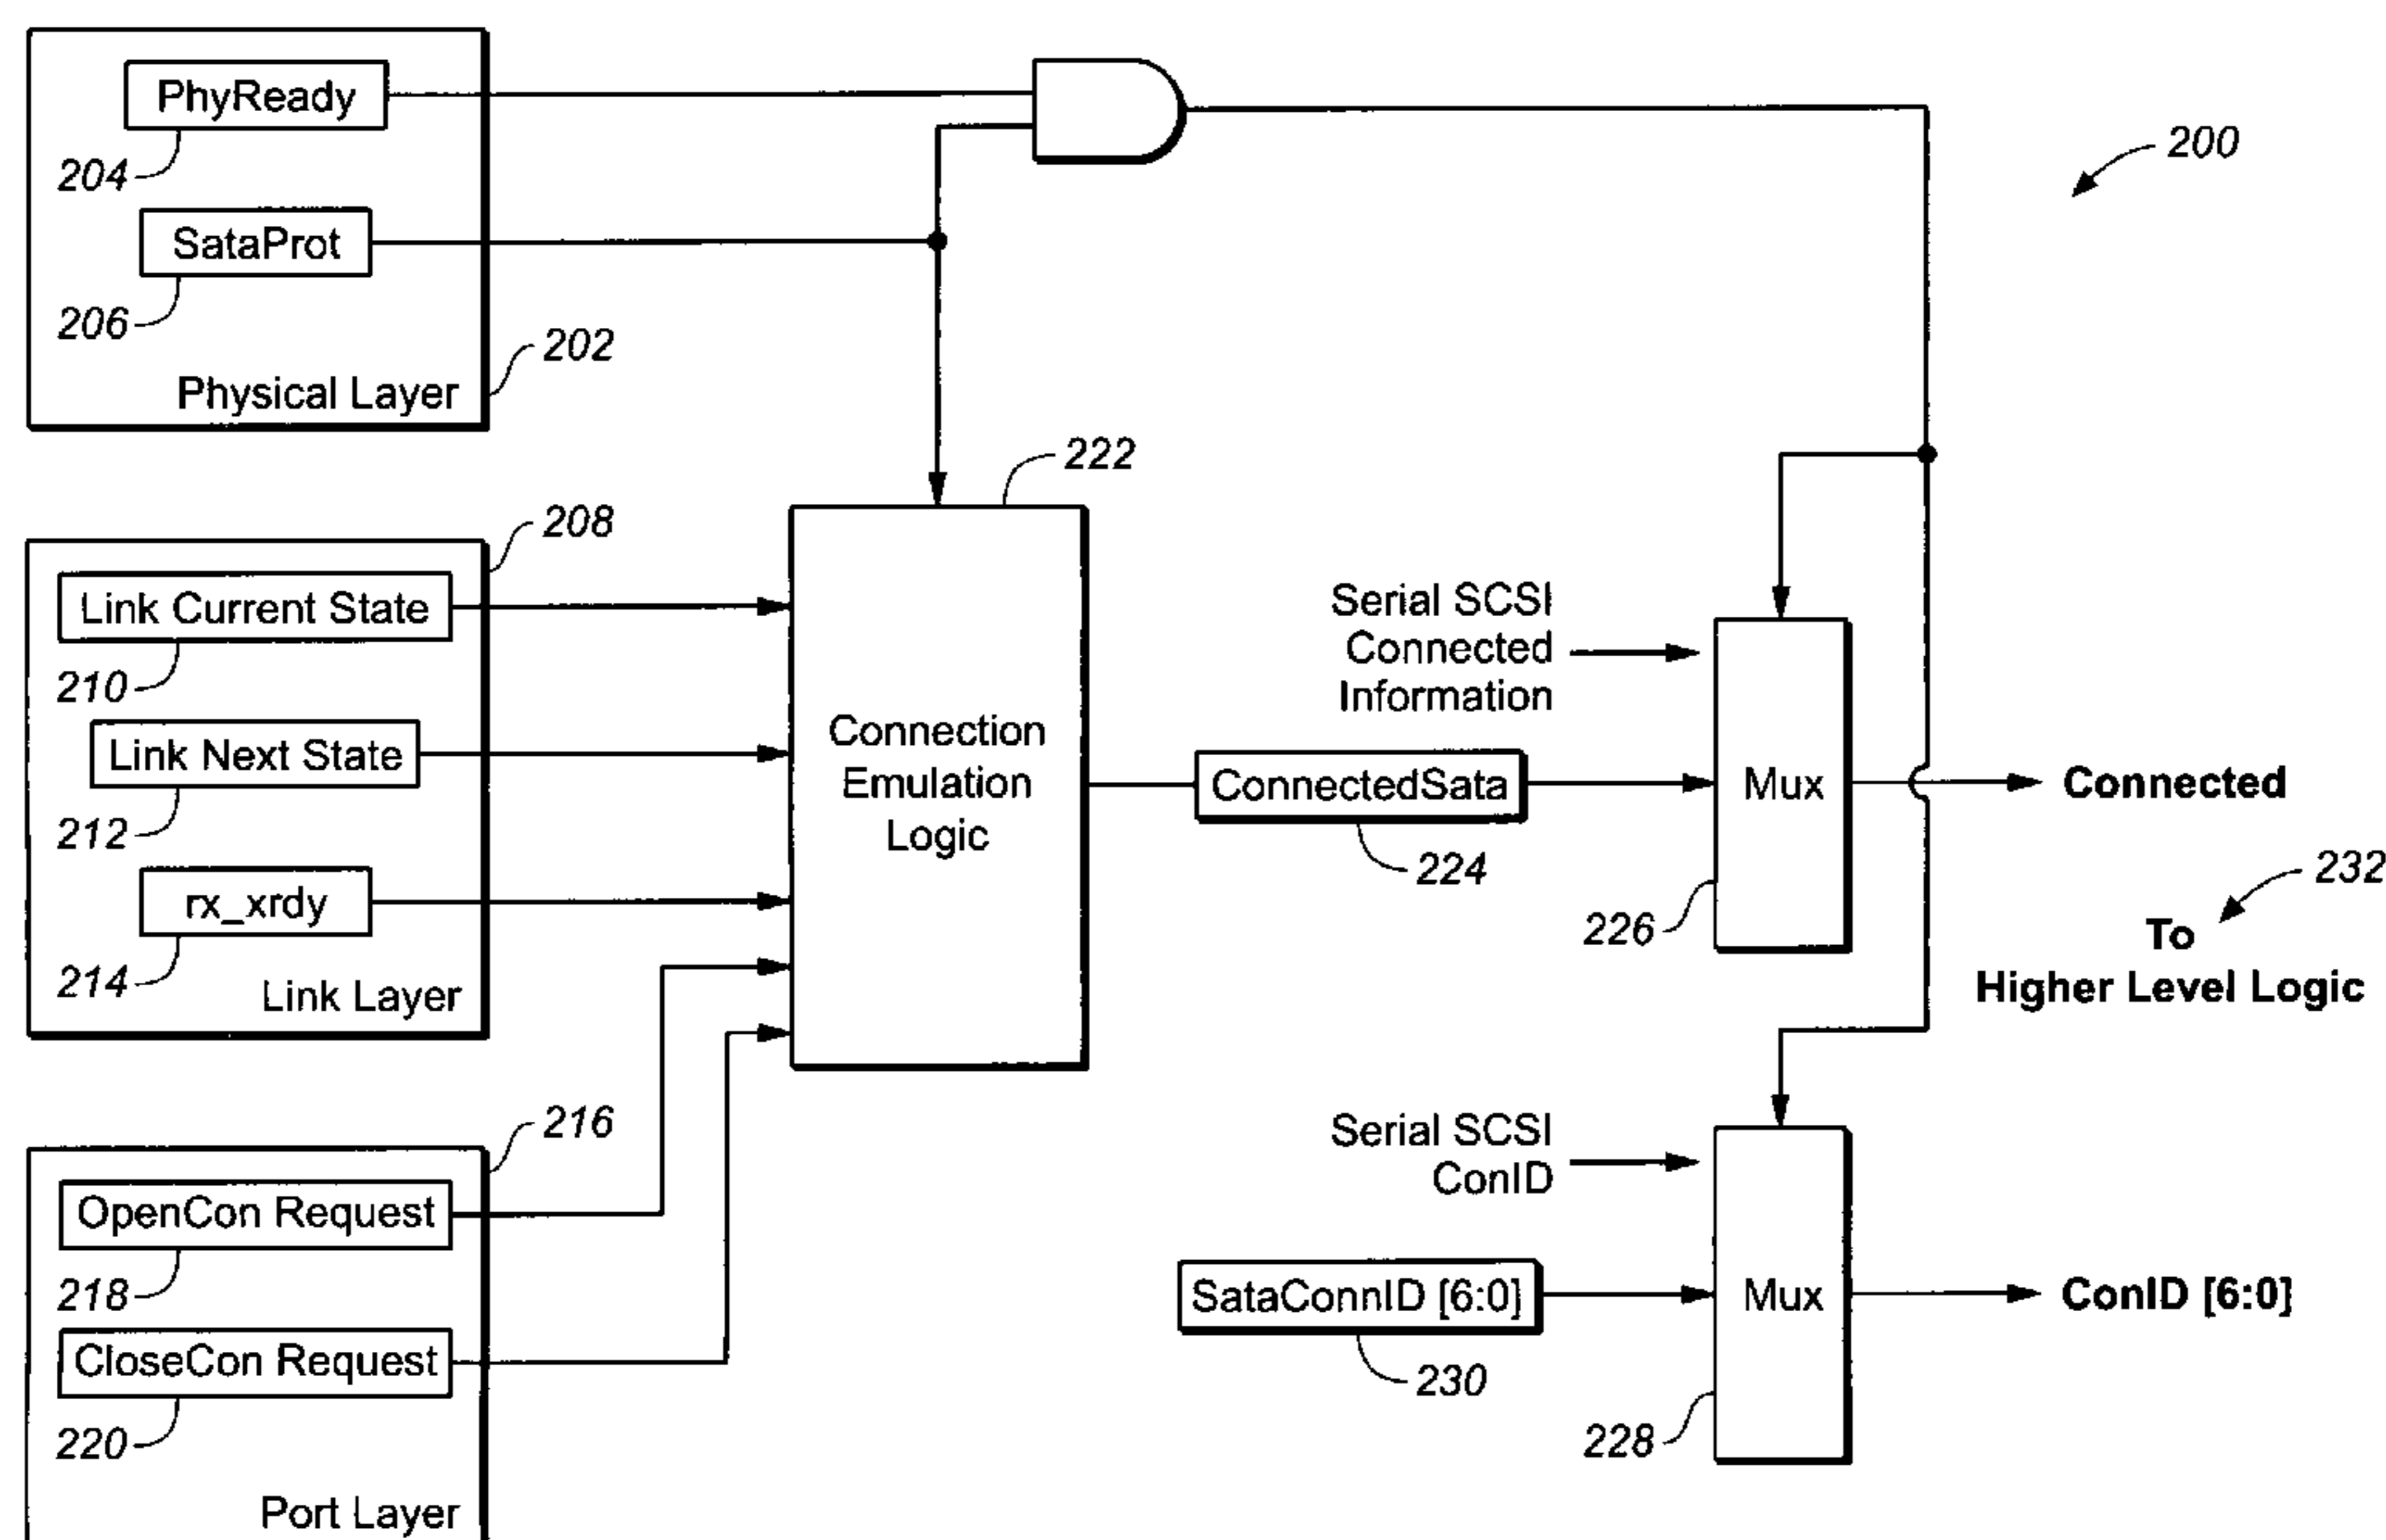 PhyReady
204
SataProt
206
202
Physical Layer
200
222
208
Link Current State
210
Link Next State
212
rx_xrdy
214
Link Layer
Connection
Emulation
Logic
Serial SCSI
Connected
Information
ConnectedSata
224
Mux
226
Connected
232
To
Higher Level Logic
216
OpenCon Request
218
CloseCon Request
220
Port Layer
Serial SCSI
ConID
SataConnID [6:0]
230
Mux
228
ConID [6:0]